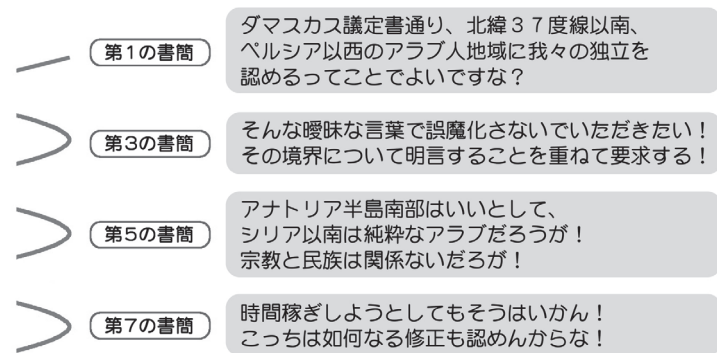 第1の書簡
ダマスカス議定書通り、北緯37度線以南、
ペルシア以西のアラブ人地域に我々の独立を
認めるってことでよいですな?
第3の書簡
そんな曖昧な言葉で誤魔化さないでいただきたい!
その境界について明言することを重ねて要求する!
第5の書簡
アナトリア半島南部はいいとして、
シリア以南は純粋なアラブだろうが!
宗教と民族は関係ないだろが!
第7の書簡
時間稼ぎしようとしてもそうはいかん!
こっちは如何なる修正も認めんからな!